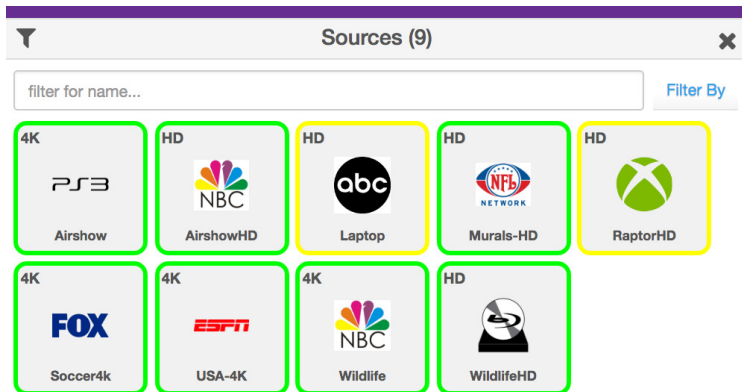 Sources (9)
filter for name...
Filter By
4K
HD
HD
HD
HD
PS3
NBC
abc
NFL
NETWORK
Airshow
AirshowHD
Laptop
Murals-HD
RaptorHD
4K
4K
4K
HD
FOX
ESPN
NBC
Soccer4k
USA-4K
Wildlife
WildlifeHD